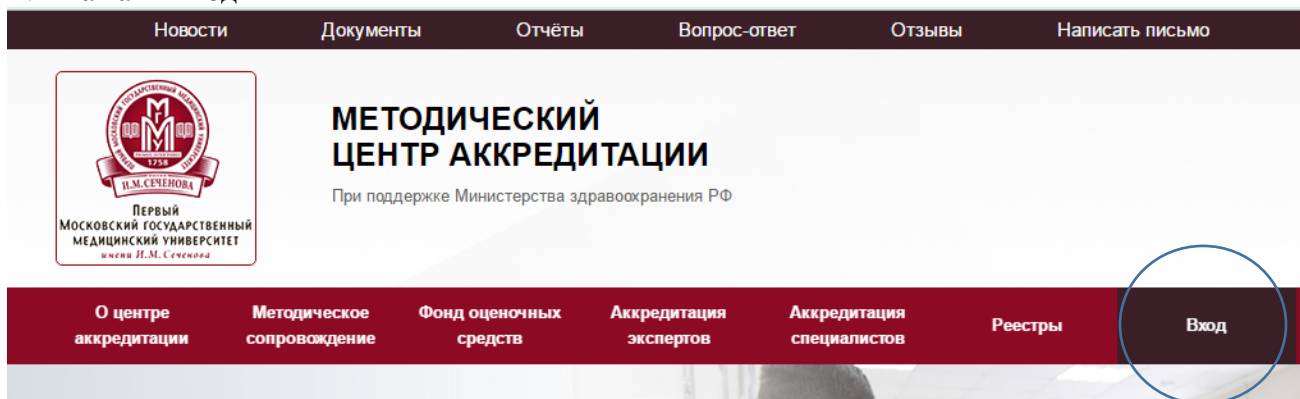 Новости Документы Отчёты Вопрос-ответ Отзывы Написать письмо
МЕТОДИЧЕСКИЙ
ЦЕНТР АККРЕДИТАЦИИ
При поддержке Министерства здравоохранения РФ
1758
И.М.СЕЧЕНОВА
Первый
Московский государственный
медицинский университет
имени И.М. Сеченова
О центре
аккредитации
Методическое
сопровождение
Фонд оценочных
средств
Аккредитация
экспертов
Аккредитация
специалистов
Реестры
Вход